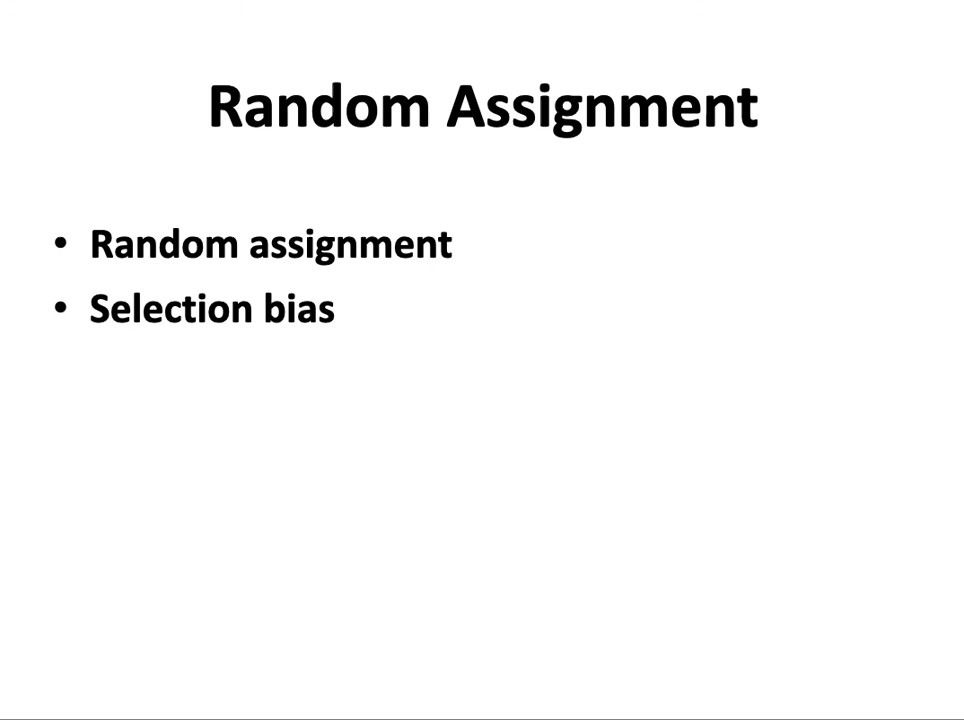 Random Assignment
• Random assignment
• Selection bias